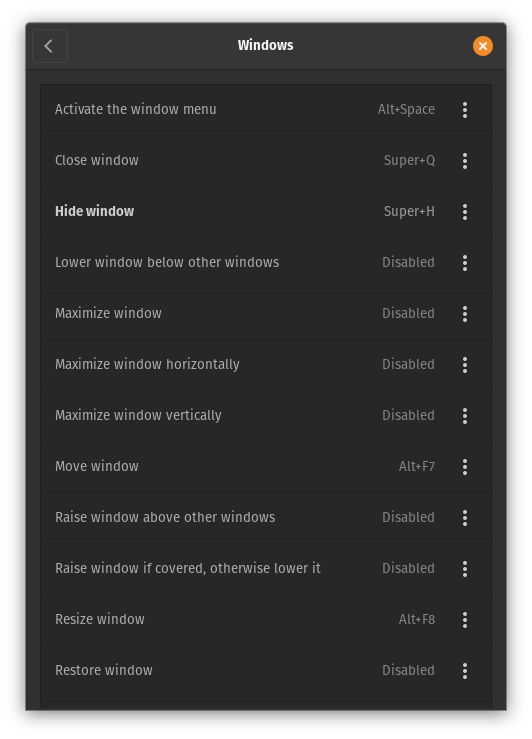 Windows
Activate the window menu Alt+Space
Close window Super+Q
Hide window Super+H
Lower window below other windows Disabled
Maximize window Disabled
Maximize window horizontally Disabled
Maximize window vertically Disabled
Move window Alt+F7
Raise window above other windows Disabled
Raise window if covered, otherwise lower it Disabled
Resize window Alt+F8
Restore window Disabled